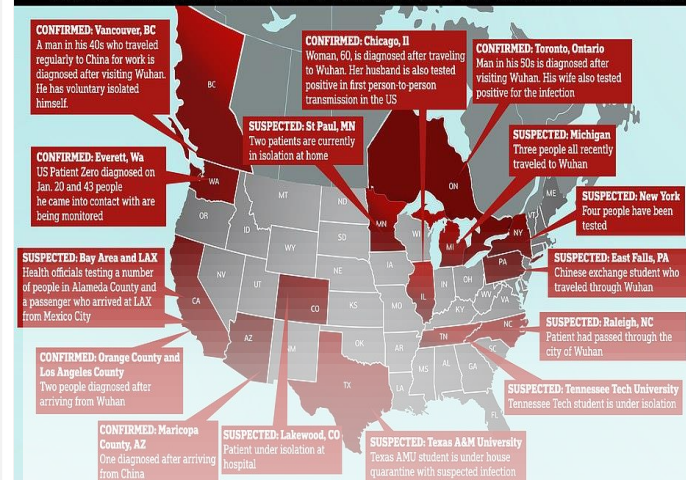 CONFIRMED: Vancouver, BC
A man in his 40s who traveled
regularly to China for work is
diagnosed after visiting Wuhan.
He has voluntary isolated
himself.
CONFIRMED: Chicago, Il
Woman, 60, is diagnosed after traveling
to Wuhan. Her husband is also tested
positive in first person-to-person
transmission in the US
CONFIRMED: Toronto, Ontario
Man in his 50s is diagnosed after
visiting Wuhan. His wife also tested
positive for the infection
SUSPECTED: St Paul, MN
Two patients are currently
in isolation at home
SUSPECTED: Michigan
Three people all recently
traveled to Wuhan
CONFIRMED: Everett, Wa
US Patient Zero diagnosed on
Jan. 20 and 43 people
he came into contact with are
being monitored
SUSPECTED: New York
Four people have been
tested
SUSPECTED: Bay Area and LAX
Health officials testing a number
of people in Alameda County and
a passenger who arrived at LAX
from Mexico City
SUSPECTED: East Falls, PA
Chinese exchange student who
traveled through Wuhan
SUSPECTED: Raleigh, NC
Patient had passed through the
city of Wuhan
CONFIRMED: Orange County and
Los Angeles County
Two people diagnosed after
arriving from Wuhan
SUSPECTED: Tennessee Tech University
Tennessee Tech student is under isolation
CONFIRMED: Maricopa
County, AZ
One diagnosed after arriving
from China
SUSPECTED: Lakewood, CO
Patient under isolation at
hospital
SUSPECTED: Texas A&M University
Texas AMU student is under house
quarantine with suspected infection
BC
ON
WA
MT
ND
MN
ME
VT
OR
ID
SD
WI
MI
NY
WY
IA
PA
NE
NV
UT
CO
KS
MO
IL
IN
OH
WV
VA
KY
CA
AZ
NM
OK
AR
TN
NC
SC
TX
LA
MS
AL
GA
FL